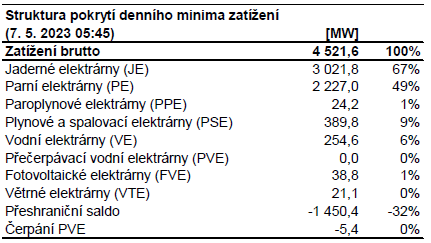 Struktura pokrytí denního minima zatížení
(7. 5. 2023 05:45) [MW]
Zatížení brutto 4 521,6 100%
Jaderné elektrárny (JE) 3 021,8 67%
Parní elektrárny (PE) 2 227,0 49%
Paroplynové elektrárny (PPE) 24,2 1%
Plynové a spalovací elektrárny (PSE) 389,8 9%
Vodní elektrárny (VE) 254,6 6%
Přečerpávací vodní elektrárny (PVE) 0,0 0%
Fotovoltaické elektrárny (FVE) 38,8 1%
Větrné elektrárny (VTE) 21,1 0%
Přeshraniční saldo -1 450,4 -32%
Čerpání PVE -5,4 0%